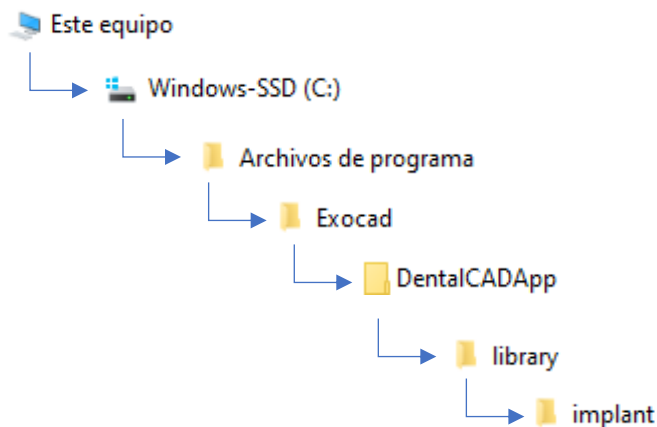 Este equipo
Windows-SSD (C:)
Archivos de programa
Exocad
DentalCADApp
library
implant